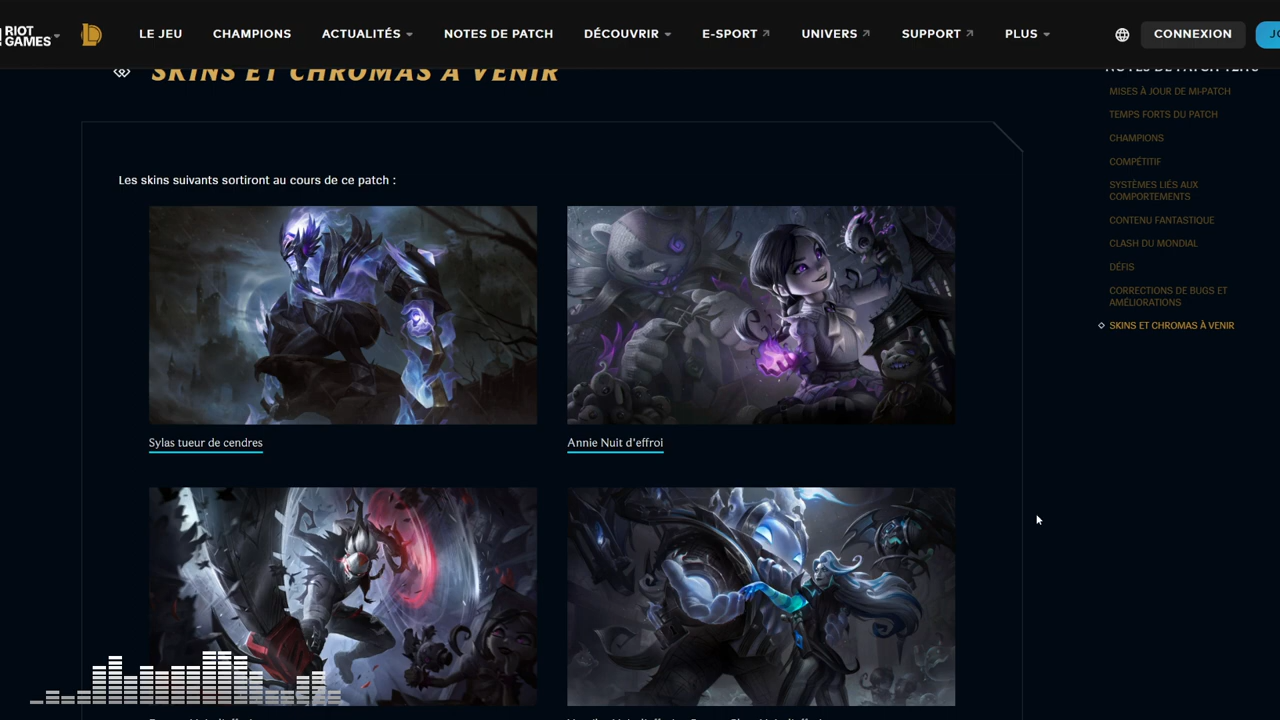 RIOT
GAMES
LE JEU
CHAMPIONS
ACTUALITÉS
NOTES DE PATCH
DÉCOUVRIR
E-SPORT
UNIVERS
SUPPORT
PLUS
CONNEXION
SKINS ET CHROMAS À VENIR
MISES À JOUR DE MI-PATCH
TEMPS FORTS DU PATCH
CHAMPIONS
COMPÉTITIF
SYSTÈMES LIÉS AUX
COMPORTEMENTS
CONTENU FANTASTIQUE
CLASH DU MONDIAL
DÉFIS
CORRECTIONS DE BUGS ET
AMÉLIORATIONS
SKINS ET CHROMAS À VENIR
Les skins suivants sortiront au cours de ce patch :
Sylas tueur de cendres
Annie Nuit d'effroi